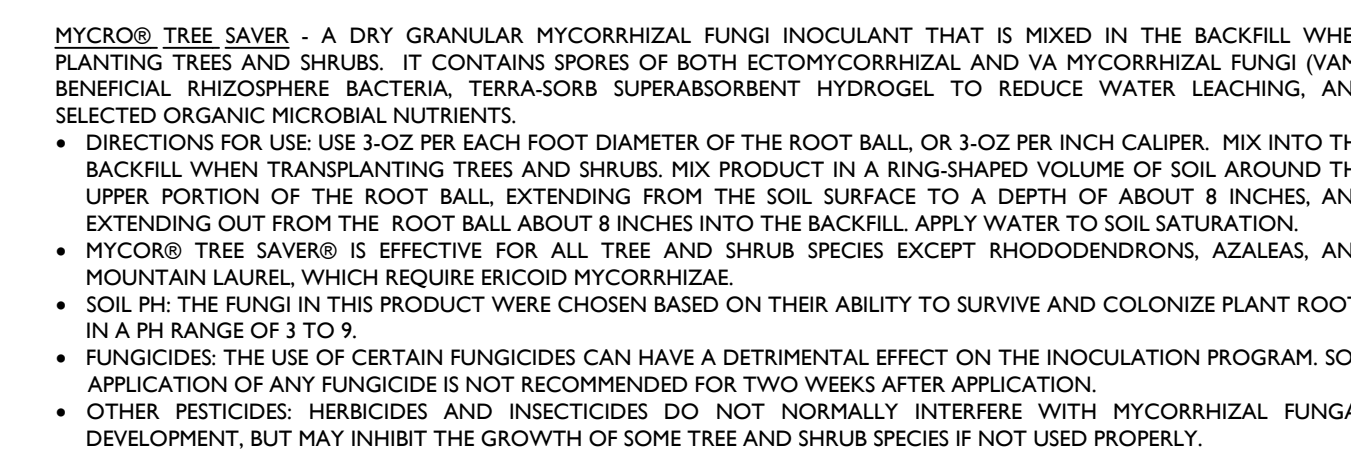 MYCRO® TREE SAVER - A DRY GRANULAR MYCORRHIZAL FUNGI INOCULANT THAT IS MIXED IN THE BACKFILL WHE
PLANTING TREES AND SHRUBS. IT CONTAINS SPORES OF BOTH ECTOMYCORRHIZAL AND VA MYCORRHIZAL FUNGI (VAM
BENEFICIAL RHIZOSPHERE BACTERIA, TERRA-SORB SUPERABSORBENT HYDROGEL TO REDUCE WATER LEACHING, AN
SELECTED ORGANIC MICROBIAL NUTRIENTS.
• DIRECTIONS FOR USE: USE 3-OZ PER EACH FOOT DIAMETER OF THE ROOT BALL, OR 3-OZ PER INCH CALIPER. MIX INTO TH
BACKFILL WHEN TRANSPLANTING TREES AND SHRUBS. MIX PRODUCT IN A RING-SHAPED VOLUME OF SOIL AROUND TH
UPPER PORTION OF THE ROOT BALL, EXTENDING FROM THE SOIL SURFACE TO A DEPTH OF ABOUT 8 INCHES, AN
EXTENDING OUT FROM THE ROOT BALL ABOUT 8 INCHES INTO THE BACKFILL. APPLY WATER TO SOIL SATURATION.
• MYCOR® TREE SAVER® IS EFFECTIVE FOR ALL TREE AND SHRUB SPECIES EXCEPT RHODODENDRONS, AZALEAS, AN
MOUNTAIN LAUREL, WHICH REQUIRE ERICOID MYCORRHIZAE.
• SOIL PH: THE FUNGI IN THIS PRODUCT WERE CHOSEN BASED ON THEIR ABILITY TO SURVIVE AND COLONIZE PLANT ROOT
IN A PH RANGE OF 3 TO 9.
• FUNGICIDES: THE USE OF CERTAIN FUNGICIDES CAN HAVE A DETRIMENTAL EFFECT ON THE INOCULATION PROGRAM. SO
APPLICATION OF ANY FUNGICIDE IS NOT RECOMMENDED FOR TWO WEEKS AFTER APPLICATION.
• OTHER PESTICIDES: HERBICIDES AND INSECTICIDES DO NOT NORMALLY INTERFERE WITH MYCORRHIZAL FUNGA
DEVELOPMENT, BUT MAY INHIBIT THE GROWTH OF SOME TREE AND SHRUB SPECIES IF NOT USED PROPERLY.